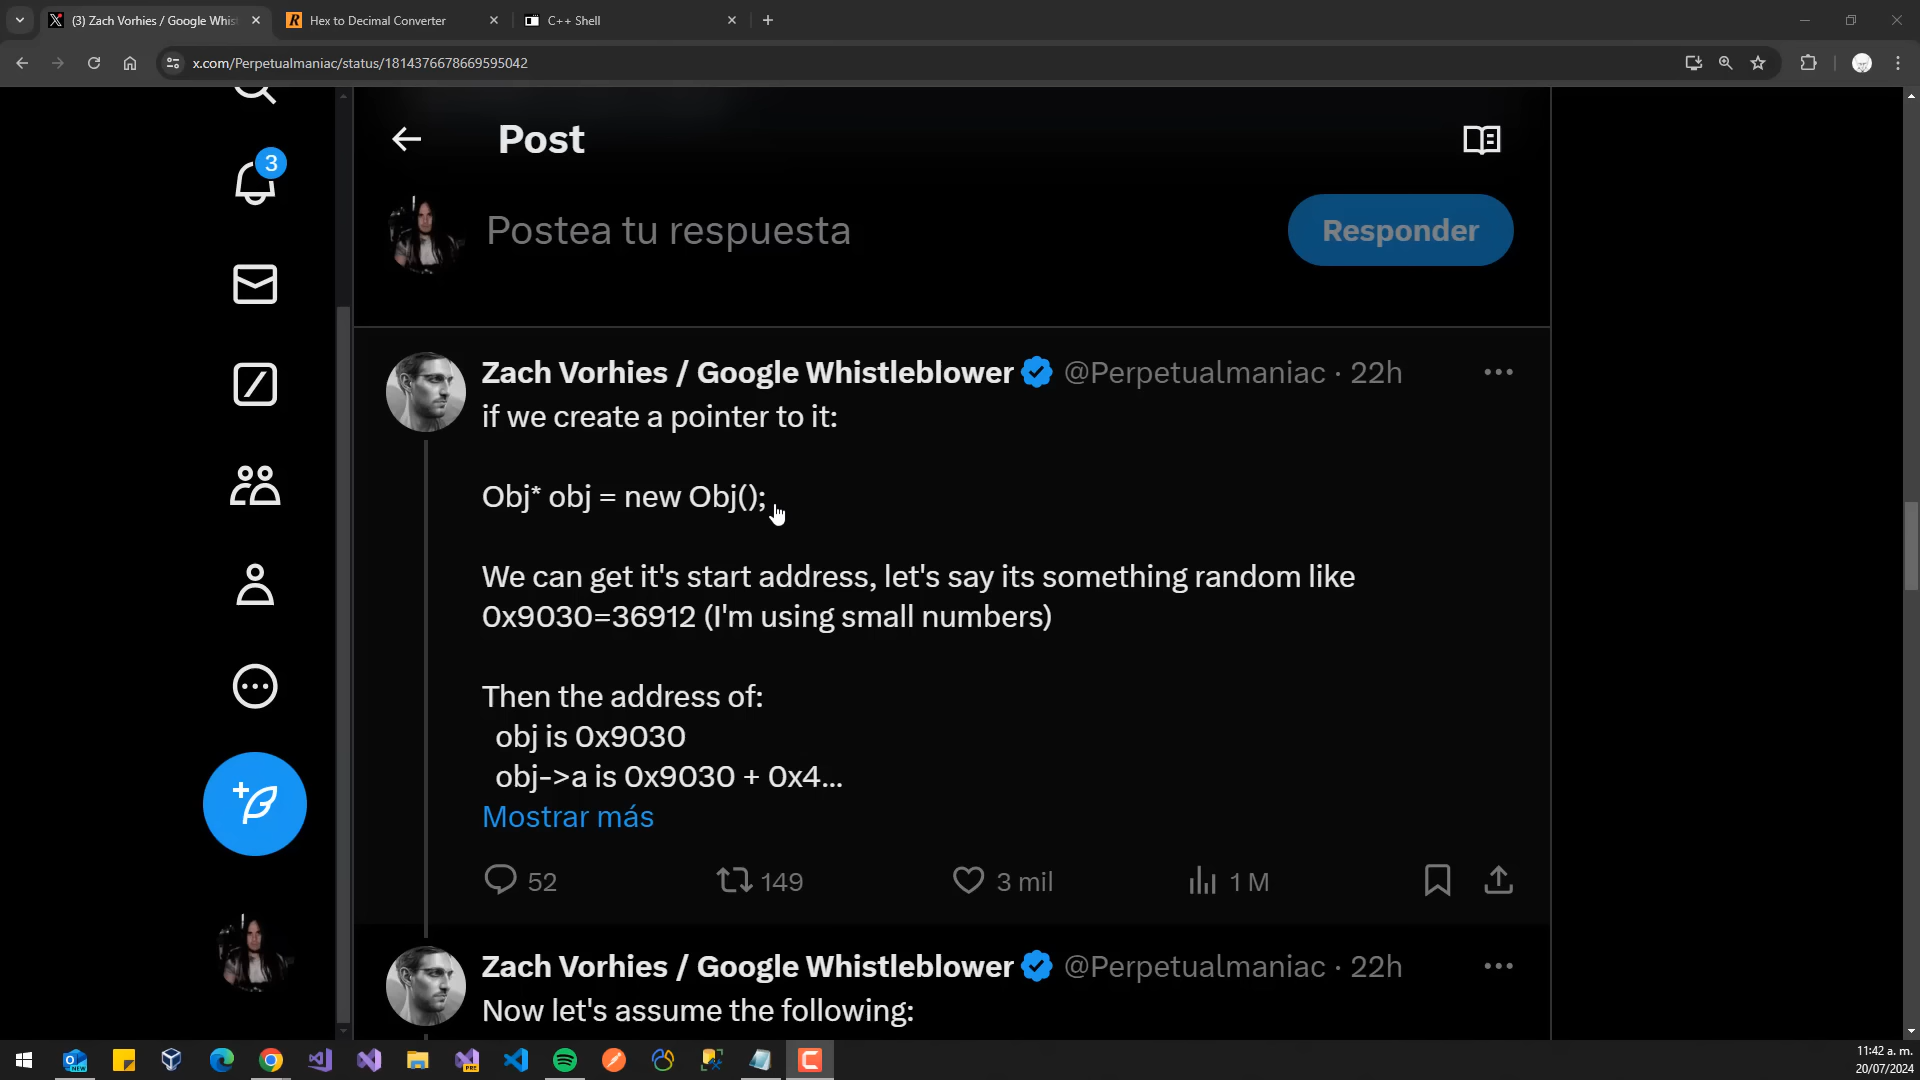 (3) Zach Vorhies / Google Whis
Hex to Decimal Converter
C++ Shell
x.com/Perpetualmaniac/status/1814376678669595042
3
Post
Postea tu respuesta
Responder
Zach Vorhies / Google Whistleblower @Perpetualmaniac · 22h
if we create a pointer to it:
Obj* obj = new Obj();
We can get it's start address, let's say its something random like
0x9030=36912 (I'm using small numbers)
Then the address of:
obj is 0x9030
obj->a is 0x9030 + 0x4...
Mostrar más
52
149
3 mil
1 M
Zach Vorhies / Google Whistleblower @Perpetualmaniac · 22h
Now let's assume the following:
NEW
PRE
11:42 a. m.
20/07/2024